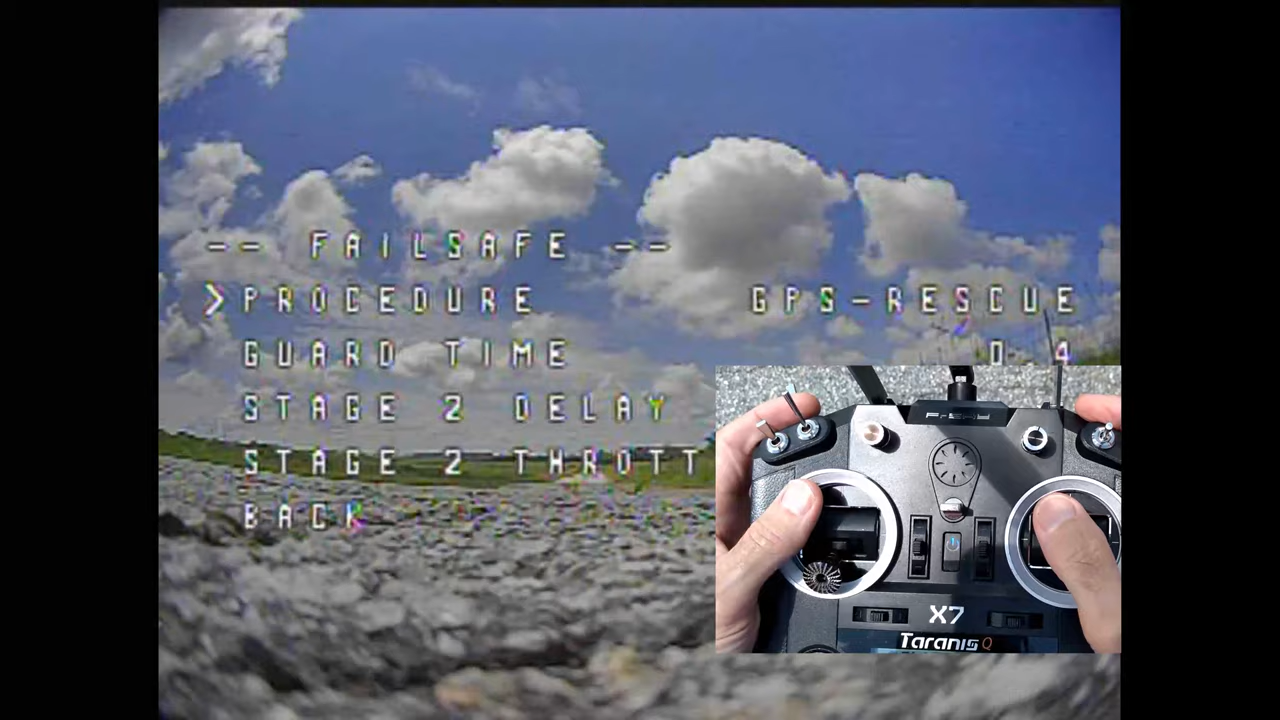 -- FAILSAFE --
>PROCEDURE GPS-RESCUE
GUARD TIME 0 4
STAGE 2 DELAY
STAGE 2 THROTT
BACK
X7
Taranis Q